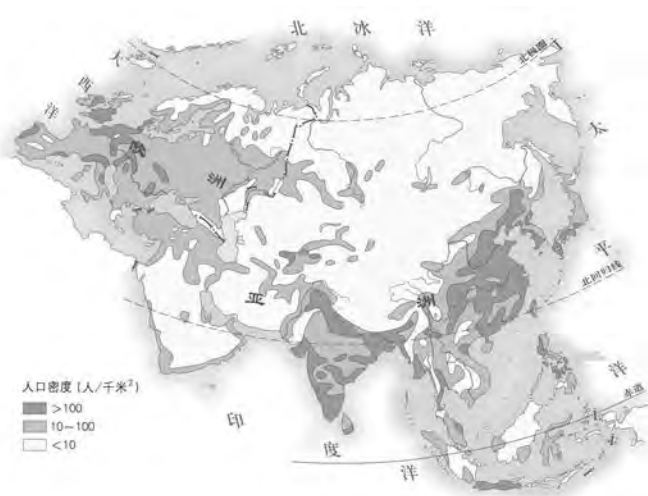 北冰洋
大西洋
北极圈
欧洲
太平洋
北回归线
亚洲
人口密度（人/千米²）
>100
10－100
<10
印度洋
赤道